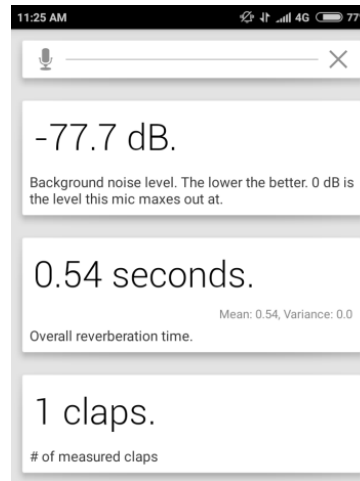 11:25 AM 4G 77
-77.7 dB.
Background noise level. The lower the better. 0 dB is
the level this mic maxes out at.
0.54 seconds.
Mean: 0.54, Variance: 0.0
Overall reverberation time.
1 claps.
# of measured claps